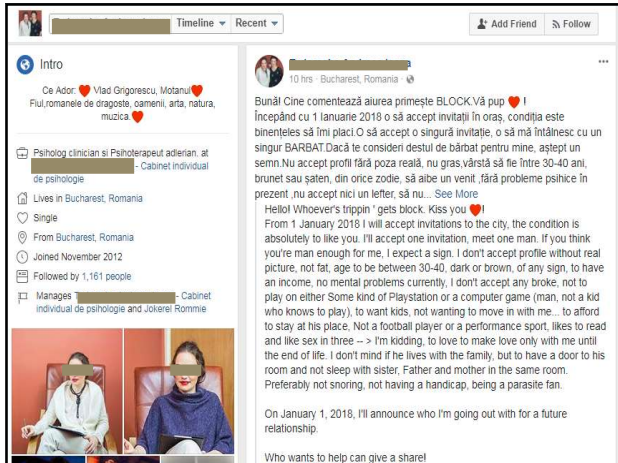 Timeline
Recent
Add Friend
Follow
Intro
Ce Ador: Vlad Grigorescu, Motanul
Fiul,romanele de dragoste, oamenii, arta, natura,
muzica.
Psiholog clinician si Psihoterapeut adlerian. at
- Cabinet individual
de psihologie
Lives in Bucharest, Romania
Single
From Bucharest, Romania
Joined November 2012
Followed by 1,161 people
Manages T - Cabinet
individual de psihologie and Jokerel Rommie
10 hrs · Bucharest, Romania ·
Bună! Cine comentează aiurea primește BLOCK.Vă pup !
Începând cu 1 Ianuarie 2018 o să accept invitații în oraș, condiția este
binențeles să îmi placi.O să accept o singură invitație, o să mă întâlnesc cu un
singur BARBAT.Dacă te consideri destul de bărbat pentru mine, aștept un
semn.Nu accept profil fără poza reală, nu gras,vârstă să fie între 30-40 ani,
brunet sau șaten, din orice zodie, să aibe un venit ,fără probleme psihice în
prezent ,nu accept nici un lefter, să nu... See More
Hello! Whoever's trippin ' gets block. Kiss you !
From 1 January 2018 I will accept invitations to the city, the condition is
absolutely to like you. I'll accept one invitation, meet one man. If you think
you're man enough for me, I expect a sign. I don't accept profile without real
picture, not fat, age to be between 30-40, dark or brown, of any sign, to have
an income, no mental problems currently, I don't accept any broke, not to
play on either Some kind of Playstation or a computer game (man, not a kid
who knows to play), to want kids, not wanting to move in with me... to afford
to stay at his place, Not a football player or a performance sport, likes to read
and like sex in three -- > I'm kidding, to love to make love only with me until
the end of life. I don't mind if he lives with the family, but to have a door to his
room and not sleep with sister, Father and mother in the same room.
Preferably not snoring, not having a handicap, being a parasite fan.
On January 1, 2018, I'll announce who I'm going out with for a future
relationship.
Who wants to help can give a share!